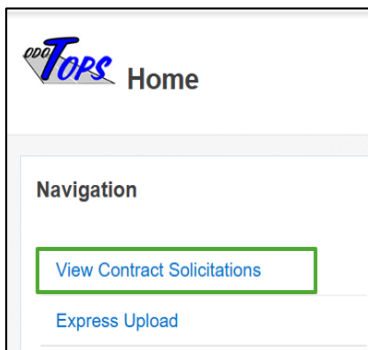 ODO TOPS Home
Navigation
View Contract Solicitations
Express Upload